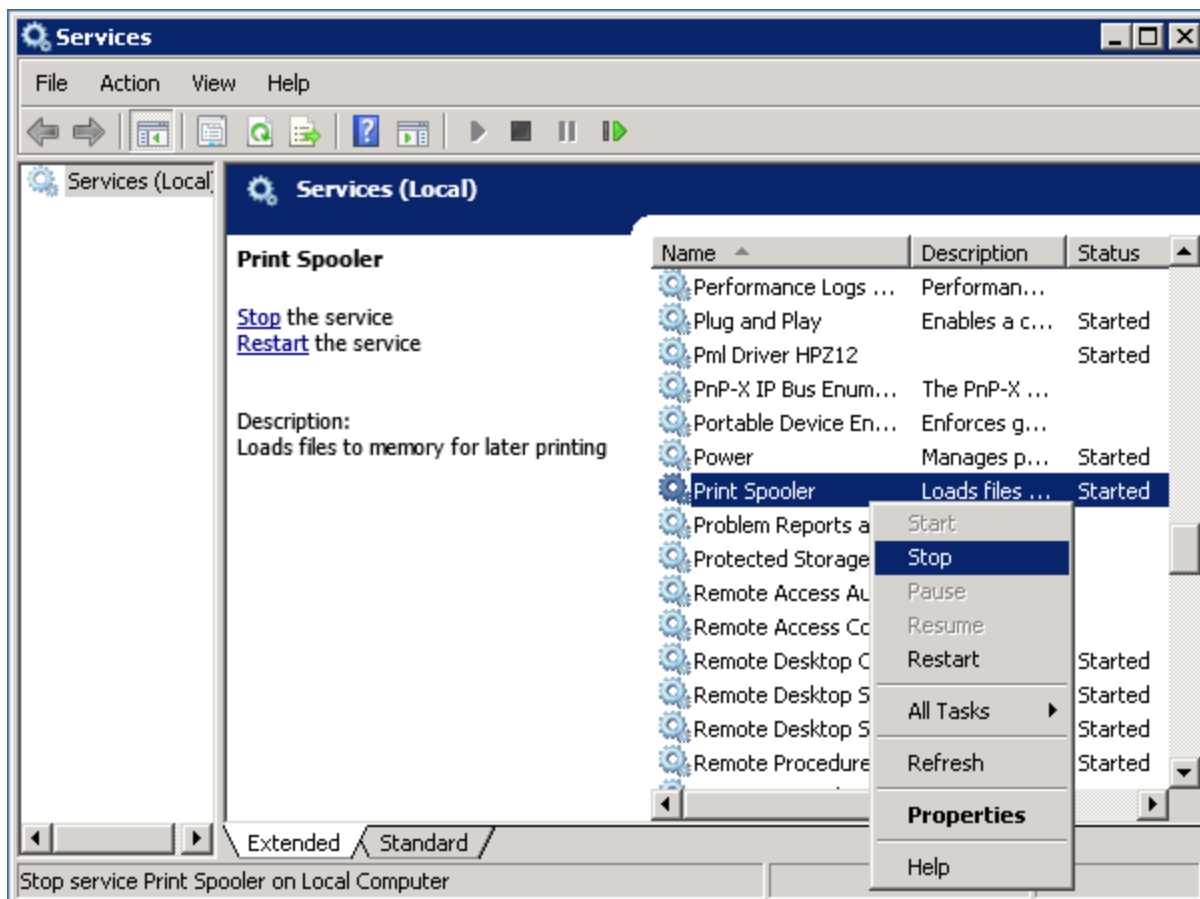 Services
File Action View Help
Services (Local
Services (Local)
Print Spooler
Stop the service
Restart the service
Description:
Loads files to memory for later printing
Name Description Status
Performance Logs ... Performan...
Plug and Play Enables a c... Started
Pml Driver HPZ12 Started
PnP-X IP Bus Enum... The PnP-X ...
Portable Device En... Enforces g...
Power Manages p... Started
Print Spooler Loads files ... Started
Problem Reports a
Protected Storage
Remote Access Au
Remote Access Co
Remote Desktop C Started
Remote Desktop S Started
Remote Desktop S Started
Remote Procedure Started
Start
Stop
Pause
Resume
Restart
All Tasks
Refresh
Properties
Help
Extended Standard
Stop service Print Spooler on Local Computer